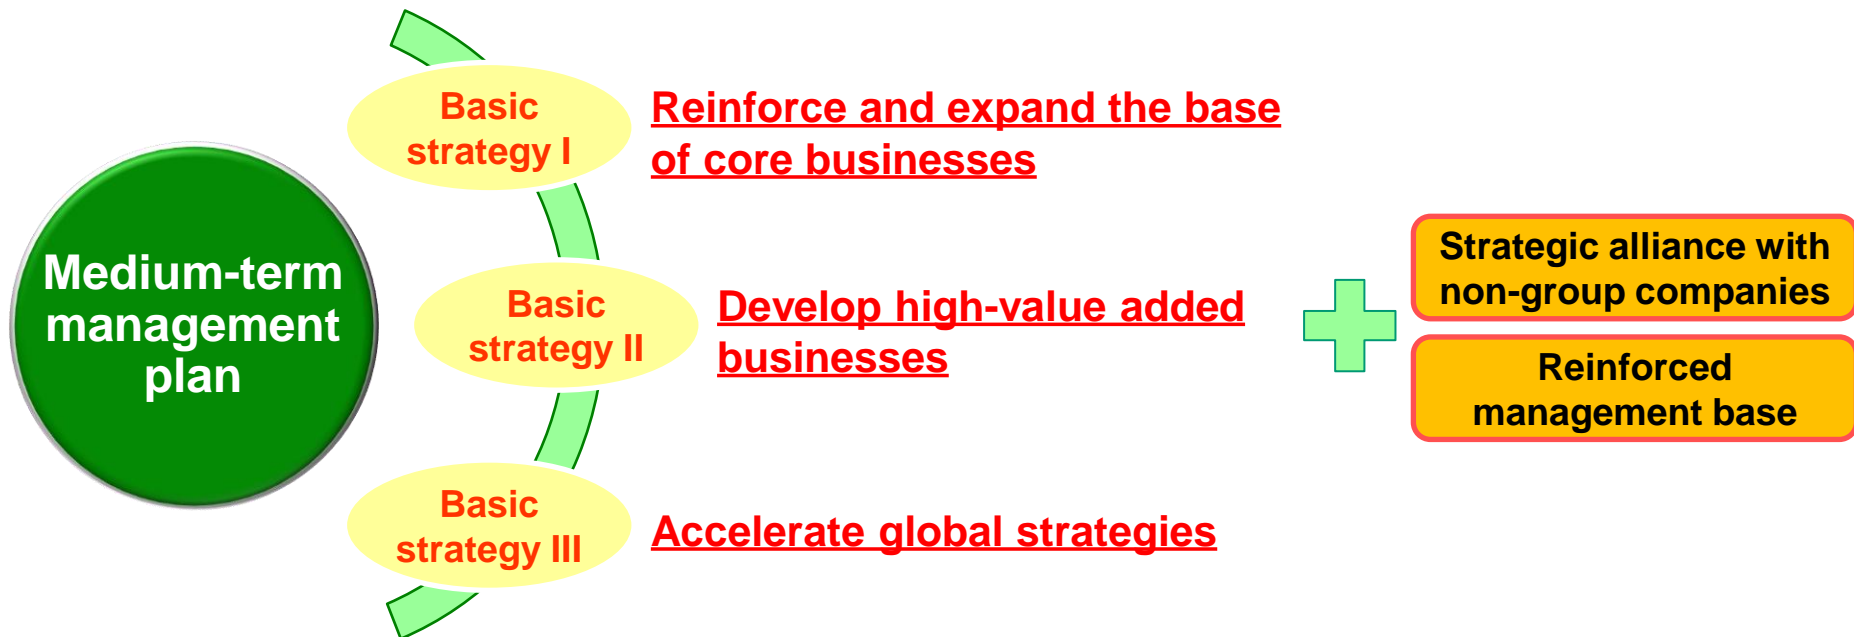 Medium-term
management
plan
Basic
strategy I
Reinforce and expand the base
of core businesses
Basic
strategy II
Develop high-value added
businesses
Basic
strategy III
Accelerate global strategies
Strategic alliance with
non-group companies
Reinforced
management base